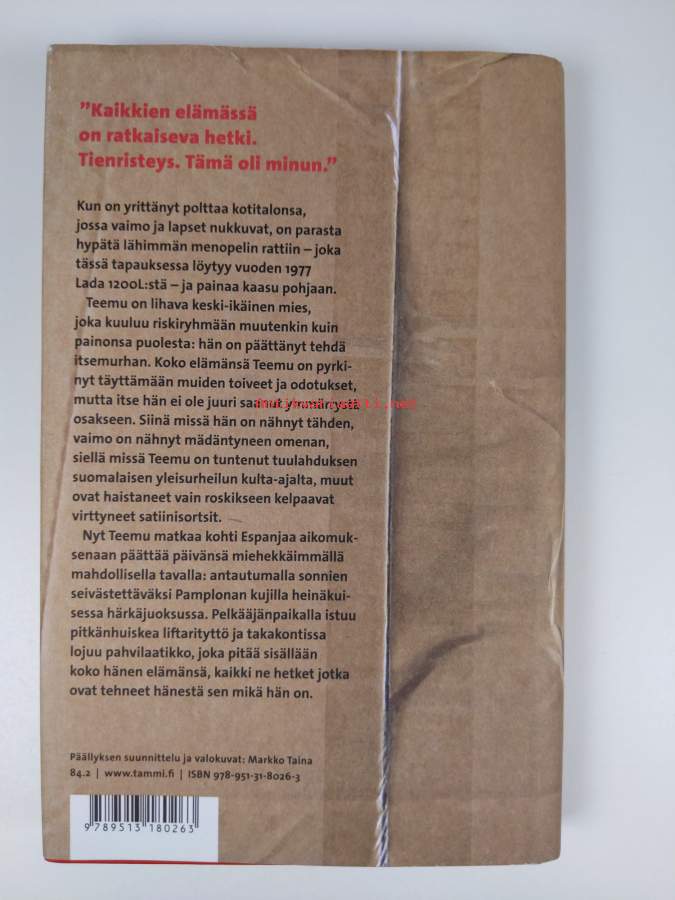 ”Kaikkien elämässä
on ratkaiseva hetki.
Tienristeys. Tämä oli minun.”
Kun on yrittänyt polttaa kotitalonsa,
jossa vaimo ja lapset nukkuvat, on parasta
hypätä lähimmän menopelin rattiin – joka
tässä tapauksessa löytyy vuoden 1977
Lada 1200L:stä – ja painaa kaasu pohjaan.
Teemu on lihava keski-ikäinen mies,
joka kuuluu riskiryhmään muutenkin kuin
painonsa puolesta: hän on päättänyt tehdä
itsemurhan. Koko elämänsä Teemu on pyrki-
nyt täyttämään muiden toiveet ja odotukset,
mutta itse hän ei ole juuri saanut ymmärrystä
osakseen. Siinä missä hän on nähnyt tähden,
vaimo on nähnyt mädäntyneen omenan,
siellä missä Teemu on tuntenut tuulahduksen
suomalaisen yleisurheilun kulta-ajalta, muut
ovat haistaneet vain roskikseen kelpaavat
virttyneet satiinisortsit.
Nyt Teemu matkaa kohti Espanjaa aikomuk-
senaan päättää päivänsä miehekkäimmällä
mahdollisella tavalla: antautumalla sonnien
seivästettäväksi Pamplonan kujilla heinäkui-
sessa härkäjuoksussa. Pelkääjänpaikalla istuu
pitkänhuiskea liftarityttö ja takakontissa
lojuu pahvilaatikko, joka pitää sisällään
koko hänen elämänsä, kaikki ne hetket jotka
ovat tehneet hänestä sen mikä hän on.
Päällyksen suunnittelu ja valokuvat: Markko Taina
84.2 | www.tammi.fi | ISBN 978-951-31-8026-3
9 789513 180263